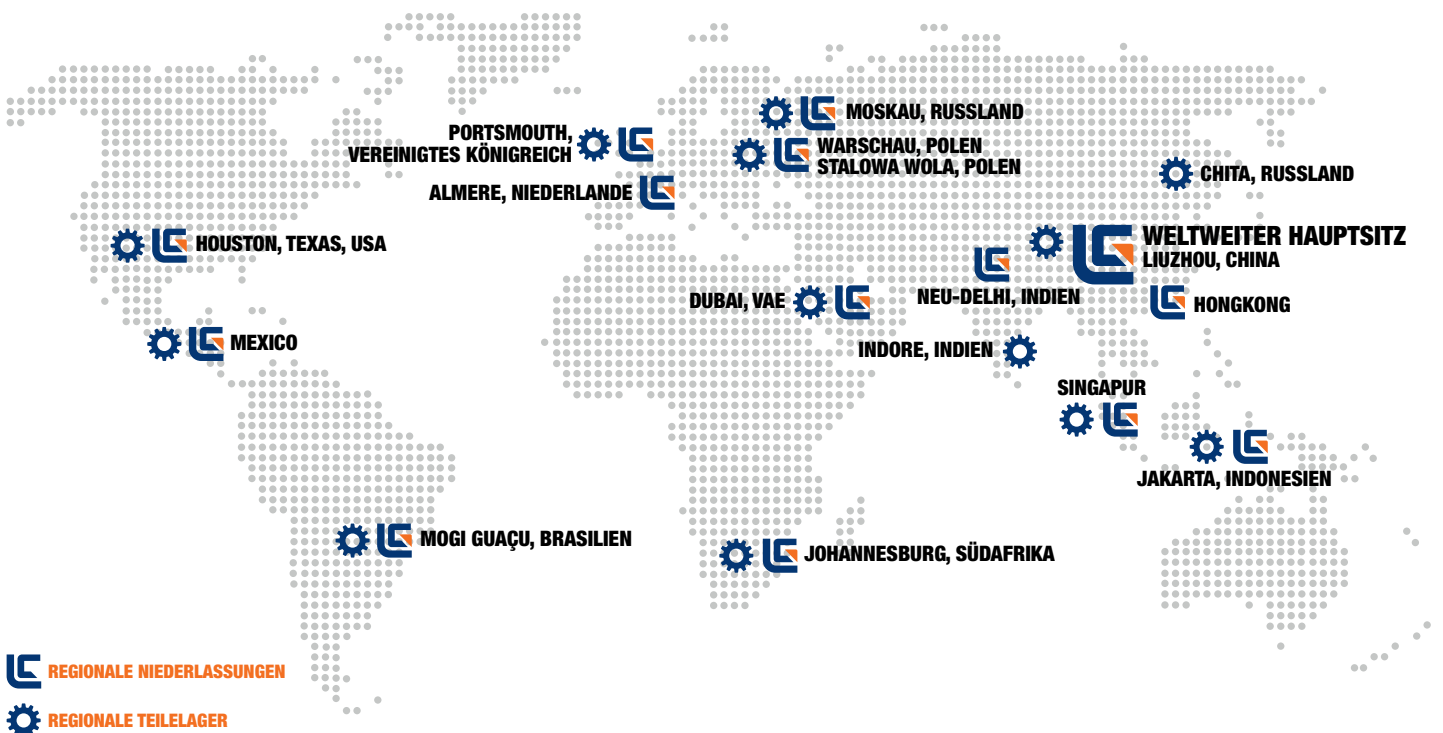 MOSKAU, RUSSLAND
PORTSMOUTH,
VEREINIGTES KÖNIGREICH
WARSCHAU, POLEN
STALOWA WOLA, POLEN
CHITA, RUSSLAND
ALMERE, NIEDERLANDE
HOUSTON, TEXAS, USA
WELTWEITER HAUPTSITZ
LIUZHOU, CHINA
NEU-DELHI, INDIEN
DUBAI, VAE
HONGKONG
MEXICO
INDORE, INDIEN
SINGAPUR
JAKARTA, INDONESIEN
MOGI GUAÇU, BRASILIEN
JOHANNESBURG, SÜDAFRIKA
REGIONALE NIEDERLASSUNGEN
REGIONALE TEILELAGER